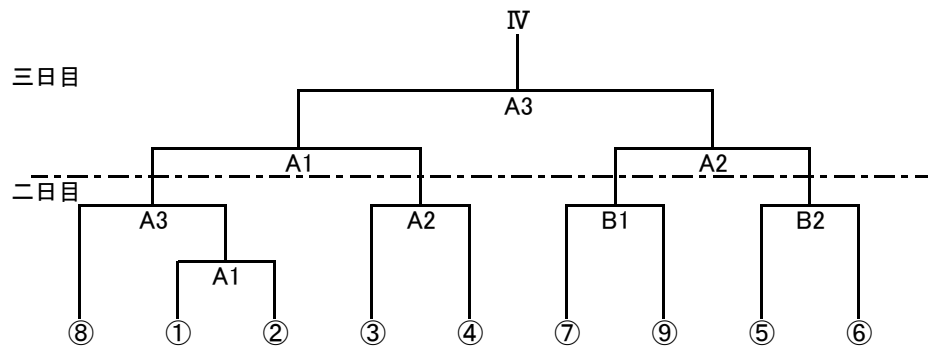 Ⅳ
三日目
A3
A1 A2
二日目
A3 A2 B1 B2
A1
⑧ ① ② ③ ④ ⑦ ⑨ ⑤ ⑥